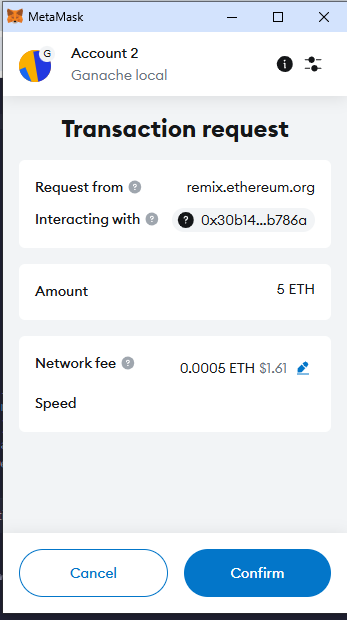 MetaMask
G
Account 2
Ganache local
Transaction request
Request from ? remix.ethereum.org
Interacting with ? ? 0x30b14...b786a
Amount 5 ETH
Network fee ? 0.0005 ETH $1.61
Speed
Cancel Confirm